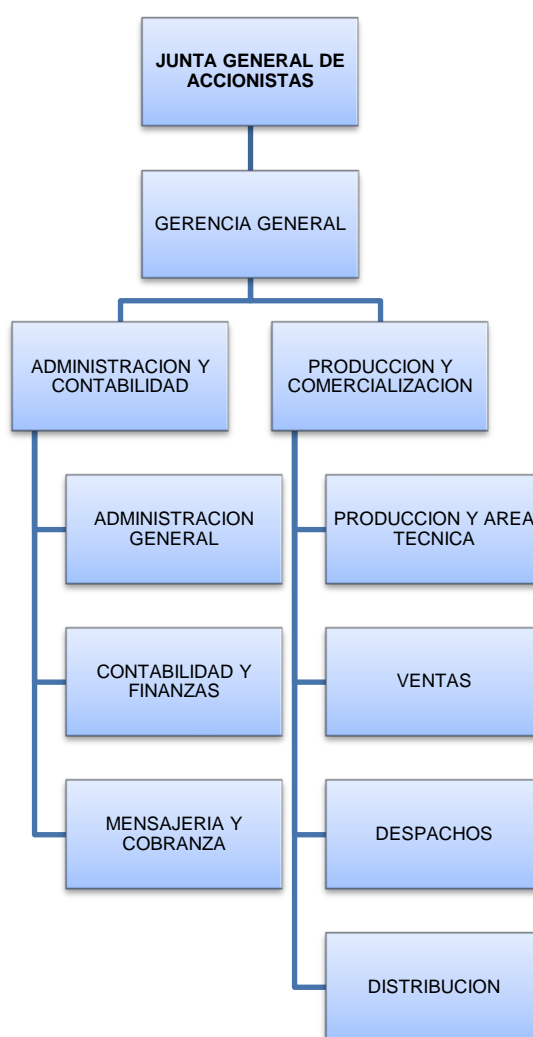 JUNTA GENERAL DE
ACCIONISTAS
GERENCIA GENERAL
ADMINISTRACION Y
CONTABILIDAD
PRODUCCION Y
COMERCIALIZACION
ADMINISTRACION
GENERAL
PRODUCCION Y AREA
TECNICA
CONTABILIDAD Y
FINANZAS
VENTAS
MENSAJERIA Y
COBRANZA
DESPACHOS
DISTRIBUCION